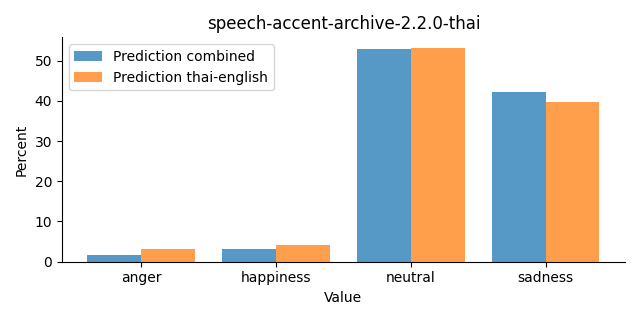 speech-accent-archive-2.2.0-thai
Prediction combined
Prediction thai-english
Percent
50
40
30
20
10
0
anger happiness neutral sadness
Value